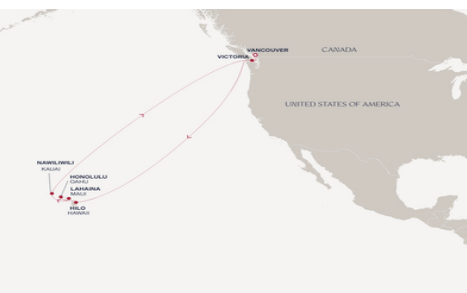 VANCOUVER
VICTORIA
CANADA
UNITED STATES OF AMERICA
NAWILIWILI
KAUAI
HONOLULU
OAHU
LAHAINA
MAUI
HILO
HAWAII